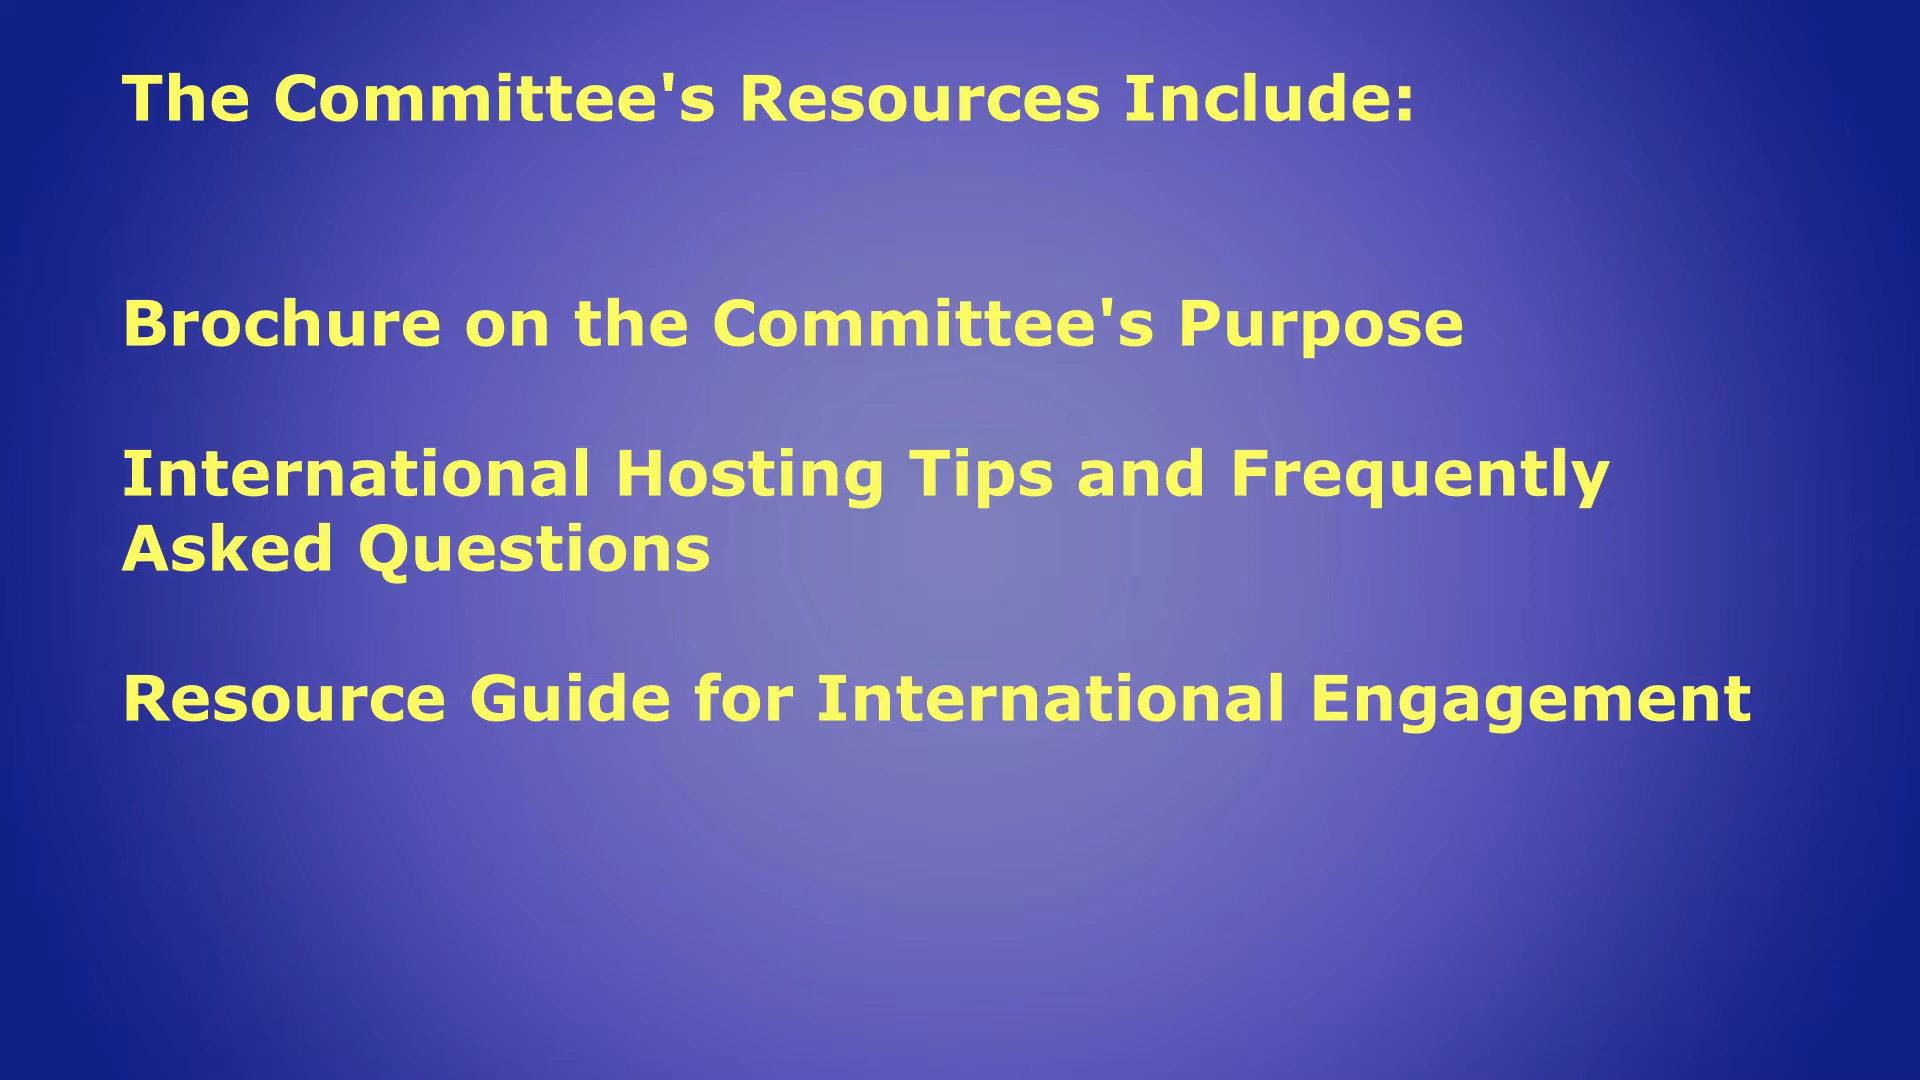 The Committee's Resources Include:
Brochure on the Committee's Purpose
International Hosting Tips and Frequently
Asked Questions
Resource Guide for International Engagement